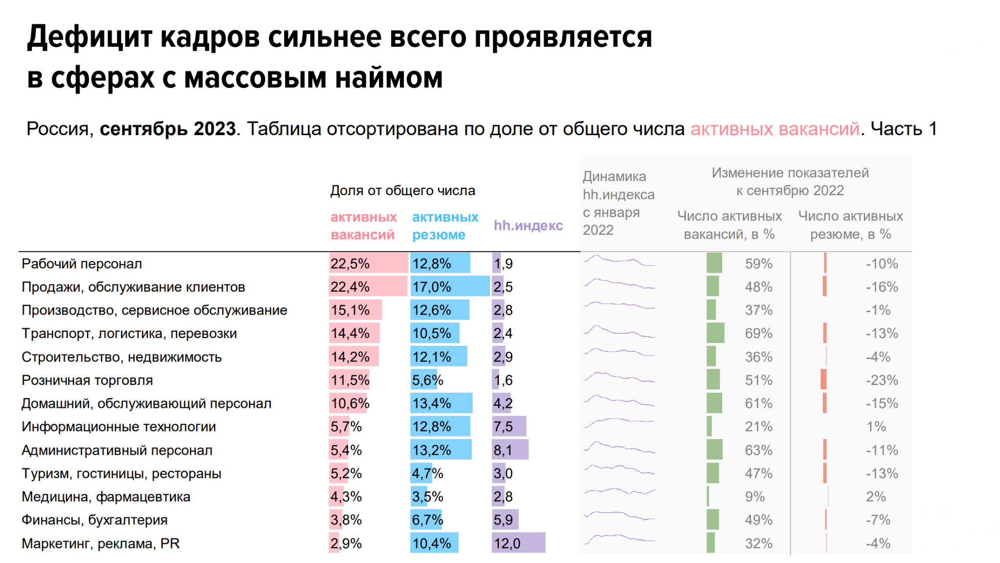 Дефицит кадров сильнее всего проявляется
в сферах с массовым наймом
Россия, сентябрь 2023. Таблица отсортирована по доле от общего числа активных вакансий. Часть 1
Доля от общего числа
активных вакансий
активных резюме
hh.индекс
Динамика hh.индекса с января 2022
Изменение показателей к сентябрю 2022
Число активных вакансий, в %
Число активных резюме, в %
Рабочий персонал 22,5% 12,8% 1,9 59% -10%
Продажи, обслуживание клиентов 22,4% 17,0% 2,5 48% -16%
Производство, сервисное обслуживание 15,1% 12,6% 2,8 37% -1%
Транспорт, логистика, перевозки 14,4% 10,5% 2,4 69% -13%
Строительство, недвижимость 14,2% 12,1% 2,9 36% -4%
Розничная торговля 11,5% 5,6% 1,6 51% -23%
Домашний, обслуживающий персонал 10,6% 13,4% 4,2 61% -15%
Информационные технологии 5,7% 12,8% 7,5 21% 1%
Административный персонал 5,4% 13,2% 8,1 63% -11%
Туризм, гостиницы, рестораны 5,2% 4,7% 3,0 47% -13%
Медицина, фармацевтика 4,3% 3,5% 2,8 9% 2%
Финансы, бухгалтерия 3,8% 6,7% 5,9 49% -7%
Маркетинг, реклама, PR 2,9% 10,4% 12,0 32% -4%